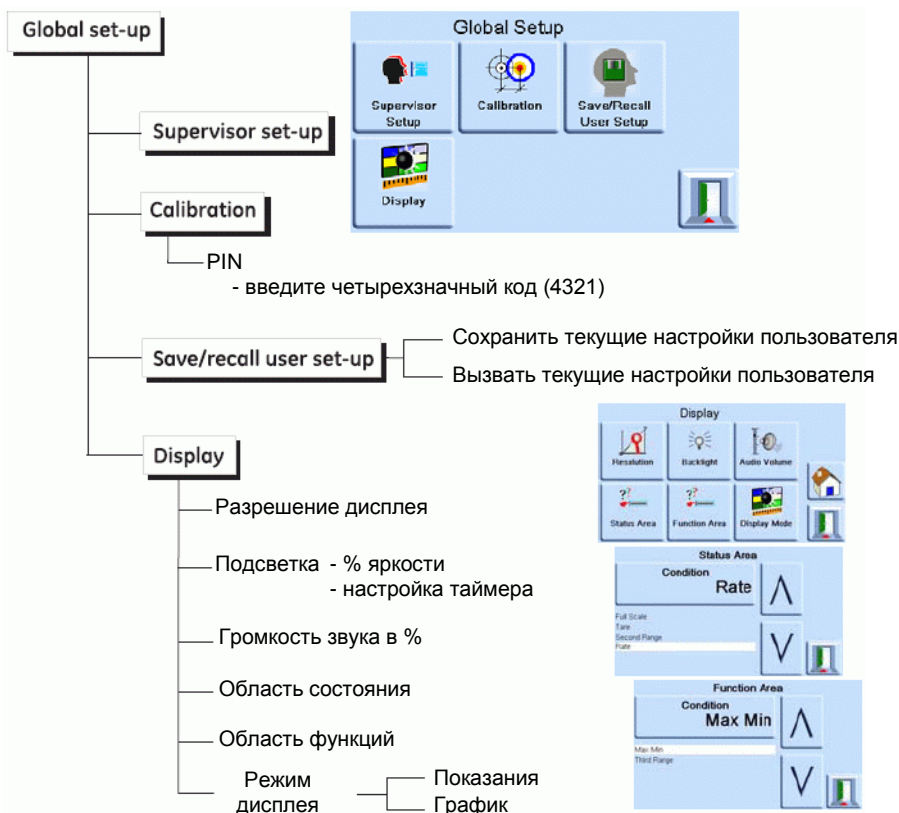 Global set-up
Global Setup
Supervisor
Setup
Calibration
Save/Recall
User Setup
Display
Supervisor set-up
Calibration
PIN
- введите четырехзначный код (4321)
Save/recall user set-up
Сохранить текущие настройки пользователя
Вызвать текущие настройки пользователя
Display
Разрешение дисплея
Подсветка - % яркости
- настройка таймера
Громкость звука в %
Область состояния
Область функций
Режим
дисплея
Показания
График
Display
Resolution
Backlight
Audio Volume
Status Area
Function Area
Display Mode
Status Area
Condition
Rate
Full Scale
Tare
Second Range
Rate
Function Area
Condition
Max Min
Max Min
Third Range